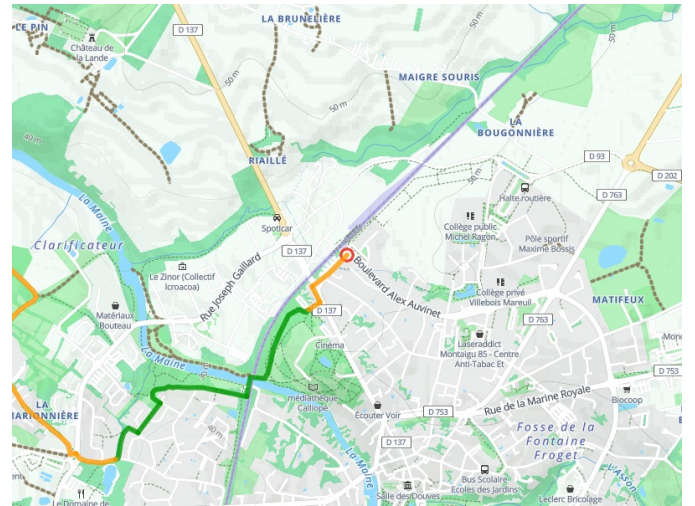 LA BRUNELIÈRE
LE PIN
D 137
Château de
la Lande
50 m
50 m
MAIGRE SOURIS
50 m
40 m
LA
BOUGONNIÈRE
RIAILLÉ
D 93
D 202
50 m
Halte routière
D 763
La Maine
Spoticar
Collège public
Michel Ragon
Clarificateur
D 137
Pôle sportif
Maxime Bossis
Le Zinor (Collectif
Icroacoa)
Rue Joseph Gaillard
Boulevard Alex Auvinet
Collège privé
Villebois Mareuil
MATIFEUX
Matériaux
Bouteau
D 137
D 763
Cinéma
Laseraddict
Montaigu 85 - Centre
Anti-Tabac Et
La Maine
D 753
médiathèque
Calliope
Rue de la Marine Royale
Biocoop
LA
MARIONNIÈRE
Écouter Voir
D 753
40 m
Fosse de la
Fontaine
Froget
D 137
La Maine
Bus Scolaire
Ecoles des Jardins
L'Asson
Salle des Douves
Leclerc Bricolage
Le Domaine de